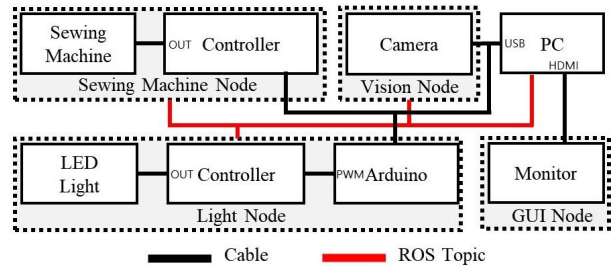 Sewing
Machine
OUT
Controller
Sewing Machine Node
Camera
Vision Node
USB
PC
HDMI
LED
Light
OUT
Controller
PWM
Arduino
Light Node
Monitor
GUI Node
Cable
ROS Topic